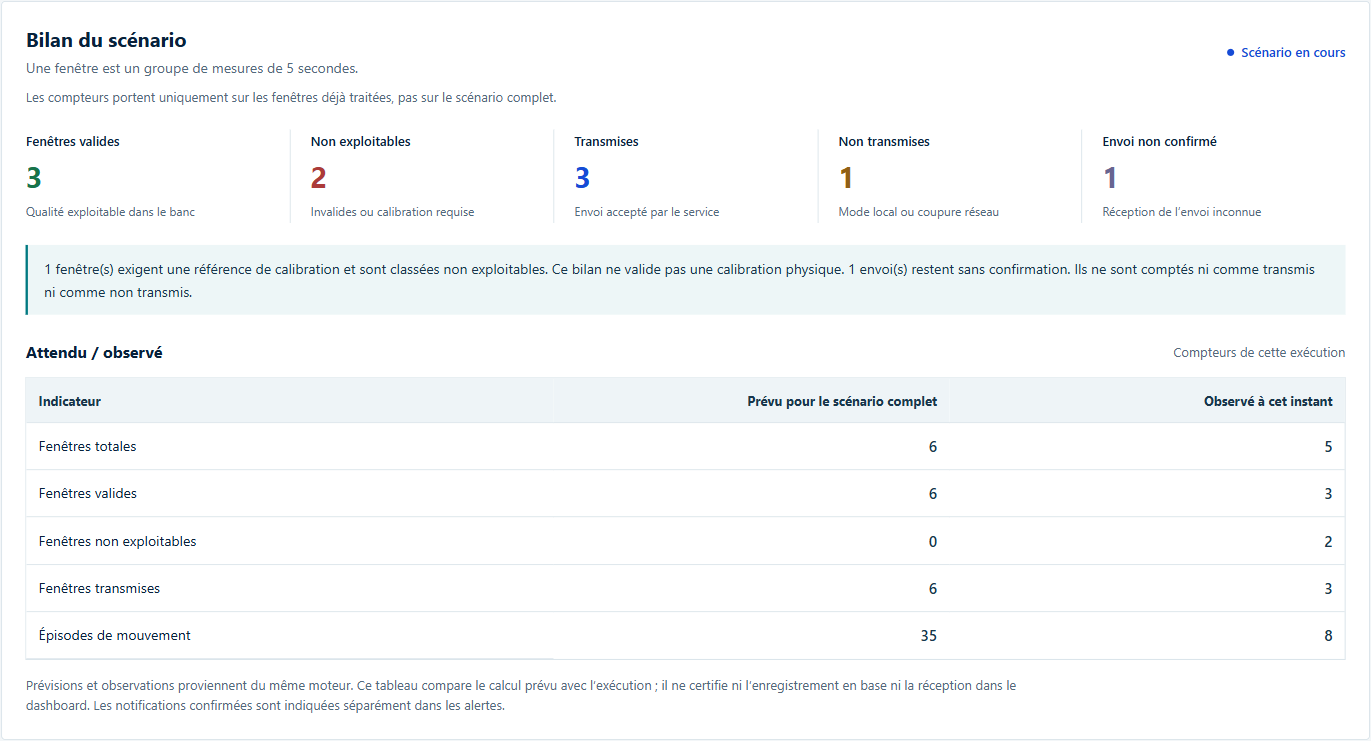 Bilan du scénario
Scénario en cours
Une fenêtre est un groupe de mesures de 5 secondes.
Les compteurs portent uniquement sur les fenêtres déjà traitées, pas sur le scénario complet.
Fenêtres valides
3
Qualité exploitable dans le banc
Non exploitables
2
Invalides ou calibration requise
Transmises
3
Envoi accepté par le service
Non transmises
1
Mode local ou coupure réseau
Envoi non confirmé
1
Réception de l'envoi inconnue
1 fenêtre(s) exigent une référence de calibration et sont classées non exploitables. Ce bilan ne valide pas une calibration physique. 1 envoi(s) restent sans confirmation. Ils ne sont comptés ni comme transmis
ni comme non transmis.
Attendu / observé
Compteurs de cette exécution
Indicateur Prévu pour le scénario complet Observé à cet instant
Fenêtres totales 6 5
Fenêtres valides 6 3
Fenêtres non exploitables 0 2
Fenêtres transmises 6 3
Épisodes de mouvement 35 8
Prévisions et observations proviennent du même moteur. Ce tableau compare le calcul prévu avec l'exécution ; il ne certifie ni l'enregistrement en base ni la réception dans le
dashboard. Les notifications confirmées sont indiquées séparément dans les alertes.